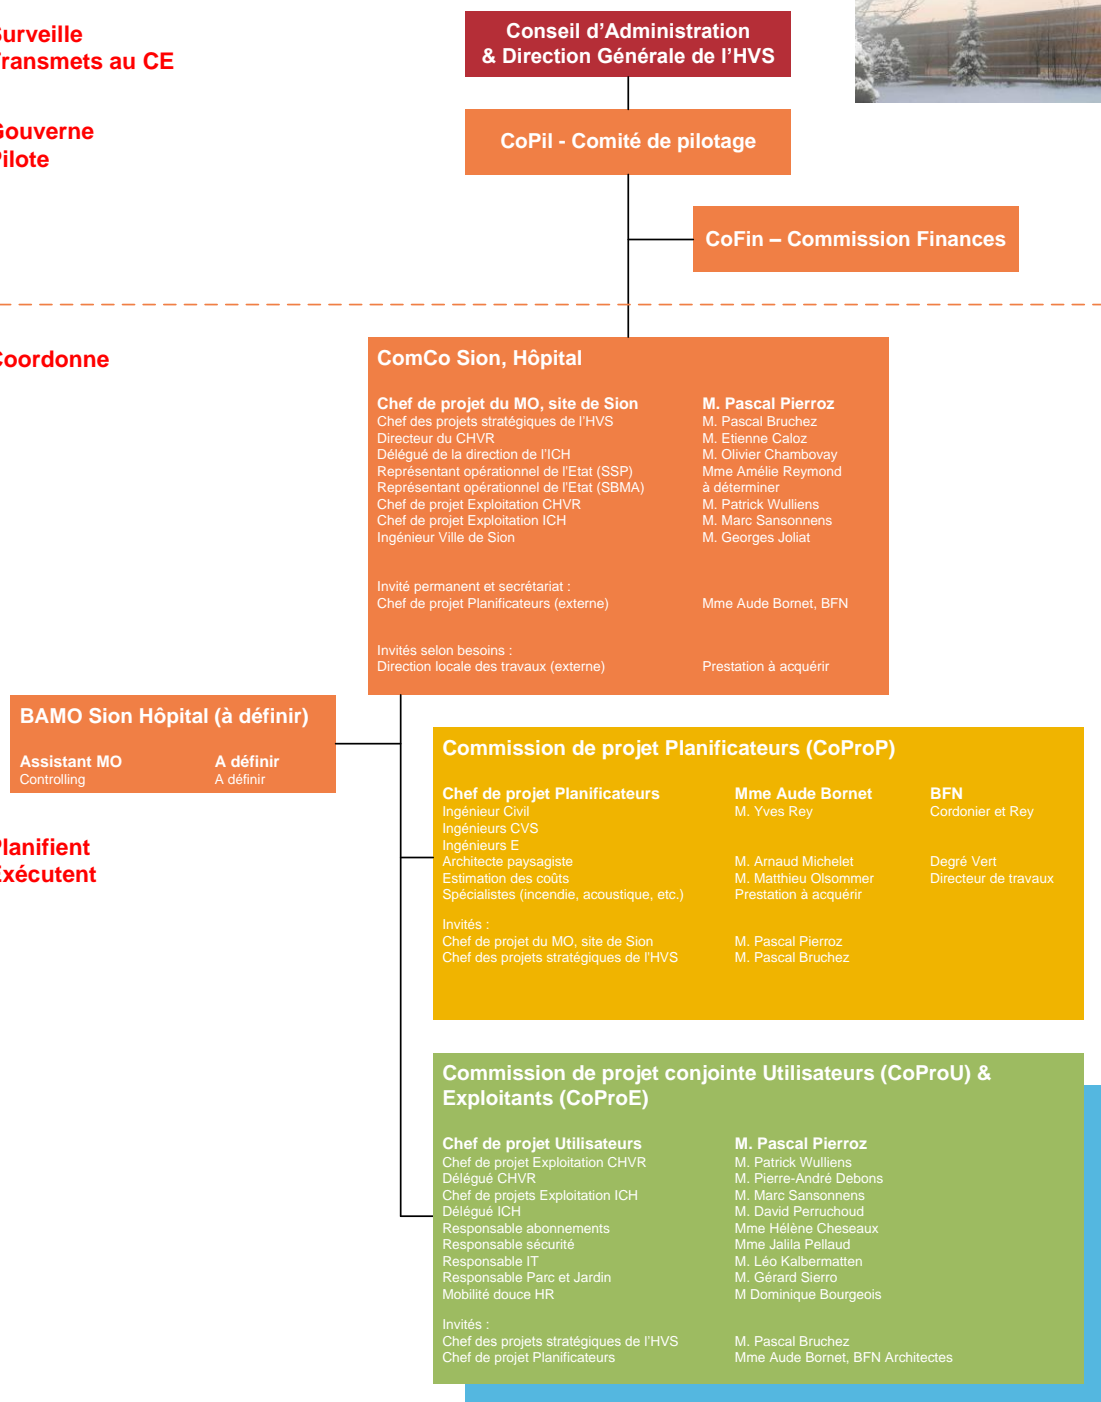 Surveille
Transmets au CE
Conseil d’Administration
& Direction Générale de l’HVS
Gouverne
Pilote
CoPil - Comité de pilotage
CoFin – Commission Finances
Coordonne
ComCo Sion, Hôpital
Chef de projet du MO, site de Sion M. Pascal Pierroz
Chef des projets stratégiques de l’HVS M. Pascal Bruchez
Directeur du CHVR M. Etienne Caloz
Délégué de la direction de l’ICH M. Olivier Chambovay
Représentant opérationnel de l'Etat (SSP) Mme Amélie Reymond
Représentant opérationnel de l'Etat (SBMA) à déterminer
Chef de projet Exploitation CHVR M. Patrick Wulliens
Chef de projet Exploitation ICH M. Marc Sansonnens
Ingénieur Ville de Sion M. Georges Joliat
Invité permanent et secrétariat :
Chef de projet Planificateurs (externe) Mme Aude Bornet, BFN
Invités selon besoins :
Direction locale des travaux (externe) Prestation à acquérir
BAMO Sion Hôpital (à définir)
Assistant MO A définir
Controlling A définir
Planifient
Exécutent
Commission de projet Planificateurs (CoProP)
Chef de projet Planificateurs Mme Aude Bornet BFN
Ingénieur Civil M. Yves Rey Cordonier et Rey
Ingénieurs CVS
Ingénieurs E
Architecte paysagiste M. Arnaud Michelet Degré Vert
Estimation des coûts M. Matthieu Olsommer Directeur de travaux
Spécialistes (incendie, acoustique, etc.) Prestation à acquérir
Invités :
Chef de projet du MO, site de Sion M. Pascal Pierroz
Chef des projets stratégiques de l'HVS M. Pascal Bruchez
Commission de projet conjointe Utilisateurs (CoProU) &
Exploitants (CoProE)
Chef de projet Utilisateurs M. Pascal Pierroz
Chef de projet Exploitation CHVR M. Patrick Wulliens
Délégué CHVR M. Pierre-André Debons
Chef de projets Exploitation ICH M. Marc Sansonnens
Délégué ICH M. David Perruchoud
Responsable abonnements Mme Hélène Cheseaux
Responsable sécurité Mme Jalila Pellaud
Responsable IT M. Léo Kalbermatten
Responsable Parc et Jardin M. Gérard Sierro
Mobilité douce HR M Dominique Bourgeois
Invités :
Chef des projets stratégiques de l'HVS M. Pascal Bruchez
Chef de projet Planificateurs Mme Aude Bornet, BFN Architectes